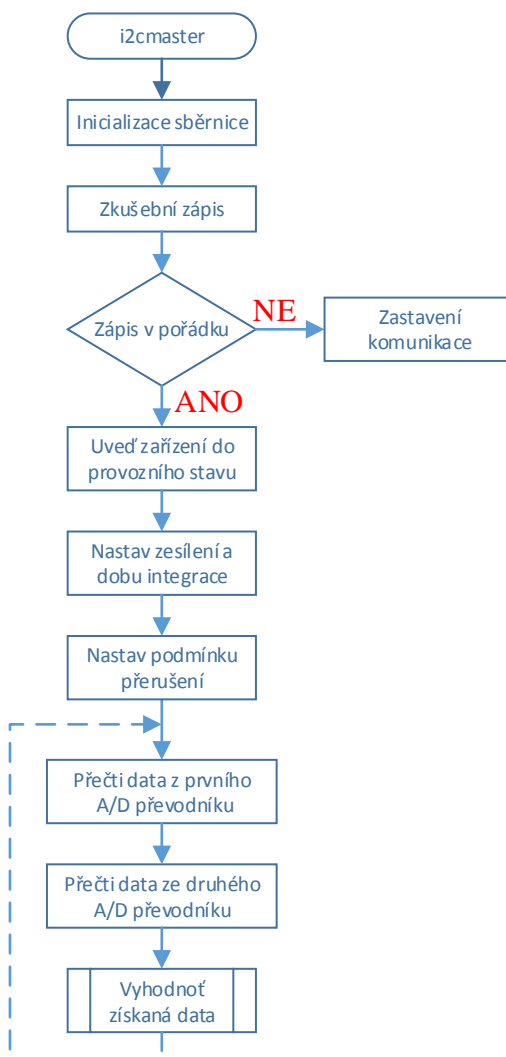 i2cmaster
Inicializace sběrnice
Zkušební zápis
Zápis v pořádku
NE
Zastavení
komunikace
ANO
Uveď zařízení do
provozního stavu
Nastav zesílení a
dobu integrace
Nastav podmínku
přerušení
Přečti data z prvního
A/D převodníku
Přečti data ze druhého
A/D převodníku
Vyhodnoť
získaná data